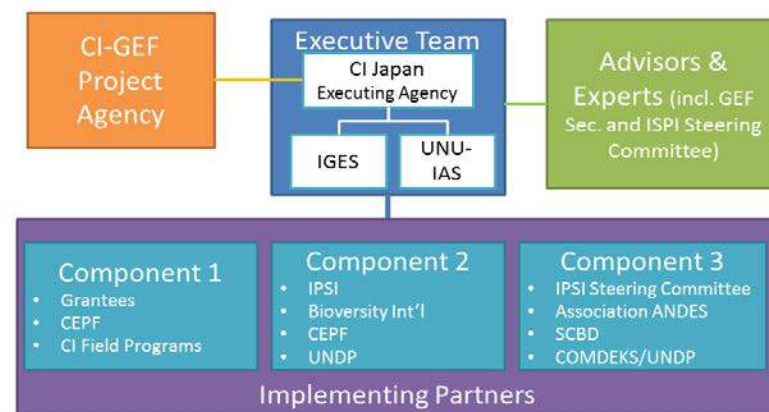 CI-GEF
Project
Agency
Executive Team
CI Japan
Executing Agency
IGES
UNU-
IAS
Advisors &
Experts (incl. GEF
Sec. and ISPI Steering
Committee)
Component 1
• Grantees
• CEPF
• CI Field Programs
Component 2
• IPSI
• Bioversity Int'l
• CEPF
• UNDP
Component 3
• IPSI Steering Committee
• Association ANDES
• SCBD
• COMDEKS/UNDP
Implementing Partners